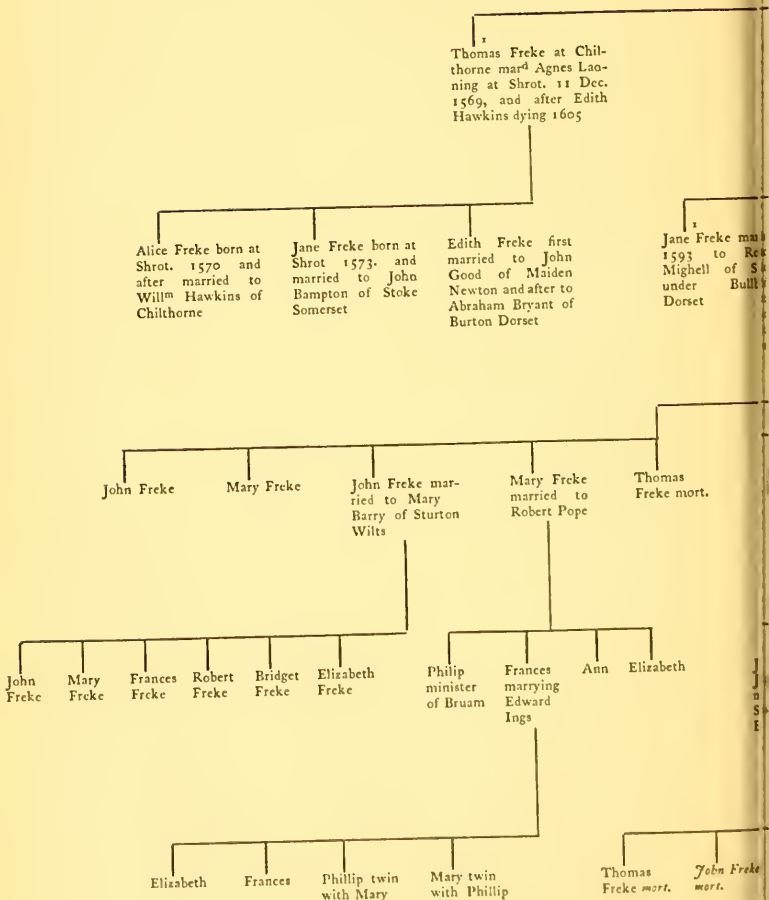 1
Thomas Freke at Chil-
thorne mard Agnes Lan-
ning at Shrot. 11 Dec.
1569, and after Edith
Hawkins dying 1605
Alice Freke born at
Shrot. 1570 and
after married to
Willm Hawkins of
Chilthorne
Jane Freke born at
Shrot 1573. and
married to John
Bampton of Stoke
Somerset
Edith Freke first
married to John
Good of Maiden
Newton and after to
Abraham Bryant of
Burton Dorset
1
Jane Freke
1593 to
Mighell of
under
Dorset
John Freke
Mary Freke
John Freke mar-
ried to Mary
Barry of Sturton
Wilts
Mary Freke
married to
Robert Pope
Thomas
Freke mort.
John
Freke
Mary
Freke
Frances
Freke
Robert
Freke
Bridget
Freke
Elizabeth
Freke
Philip
minister
of Bruam
Frances
marrying
Edward
Ings
Ann
Elizabeth
Elizabeth
Frances
Phillip twin
with Mary
Mary twin
with Phillip
Thomas
Freke mort.
John Freke
mort.